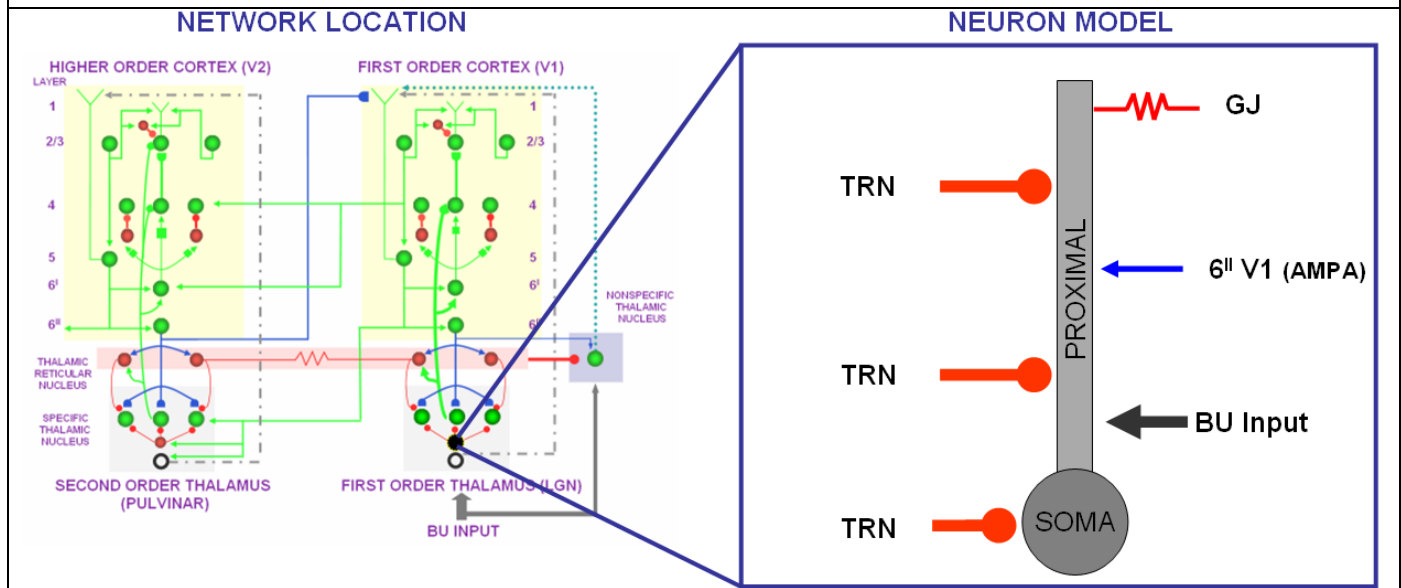 NETWORK LOCATION
NEURON MODEL
HIGHER ORDER CORTEX (V2)
FIRST ORDER CORTEX (V1)
LAYER
1
2/3
4
5
6ᴵ
6ᴵᴵ
1
2/3
4
5
6ᴵ
6ᴵᴵ
NONSPECIFIC
THALAMIC
NUCLEUS
THALAMIC
RETICULAR
NUCLEUS
SPECIFIC
THALAMIC
NUCLEUS
SECOND ORDER THALAMUS
(PULVINAR)
FIRST ORDER THALAMUS (LGN)
BU INPUT
GJ
TRN
6ᴵᴵ V1 (AMPA)
PROXIMAL
TRN
BU Input
TRN
SOMA